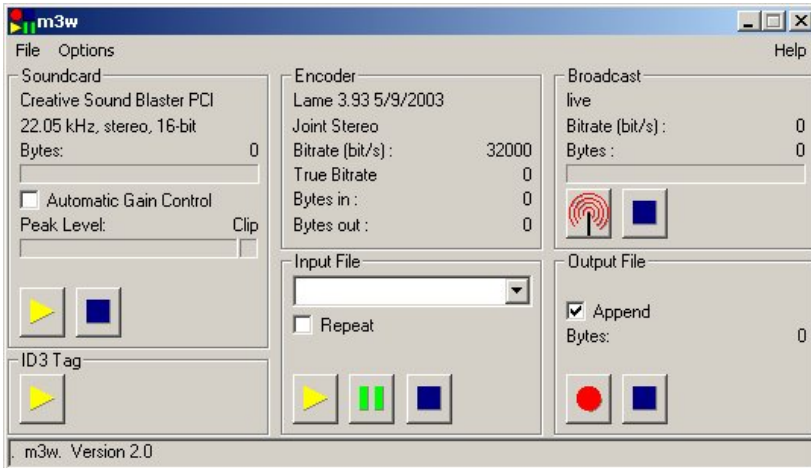 m3w
File Options Help
Soundcard
Creative Sound Blaster PCI
22.05 kHz, stereo, 16-bit
Bytes: 0
Automatic Gain Control
Peak Level: Clip
ID3 Tag
Encoder
Lame 3.93 5/9/2003
Joint Stereo
Bitrate (bit/s) : 32000
True Bitrate 0
Bytes in : 0
Bytes out : 0
Input File
Repeat
Broadcast
live
Bitrate (bit/s) : 0
Bytes : 0
Output File
Append
Bytes: 0
. m3w. Version 2.0